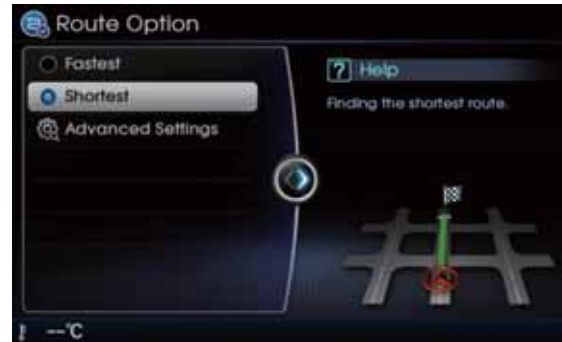 Route Option
Fastest
Shortest
Advanced Settings
? Help
Finding the shortest route.
--°C